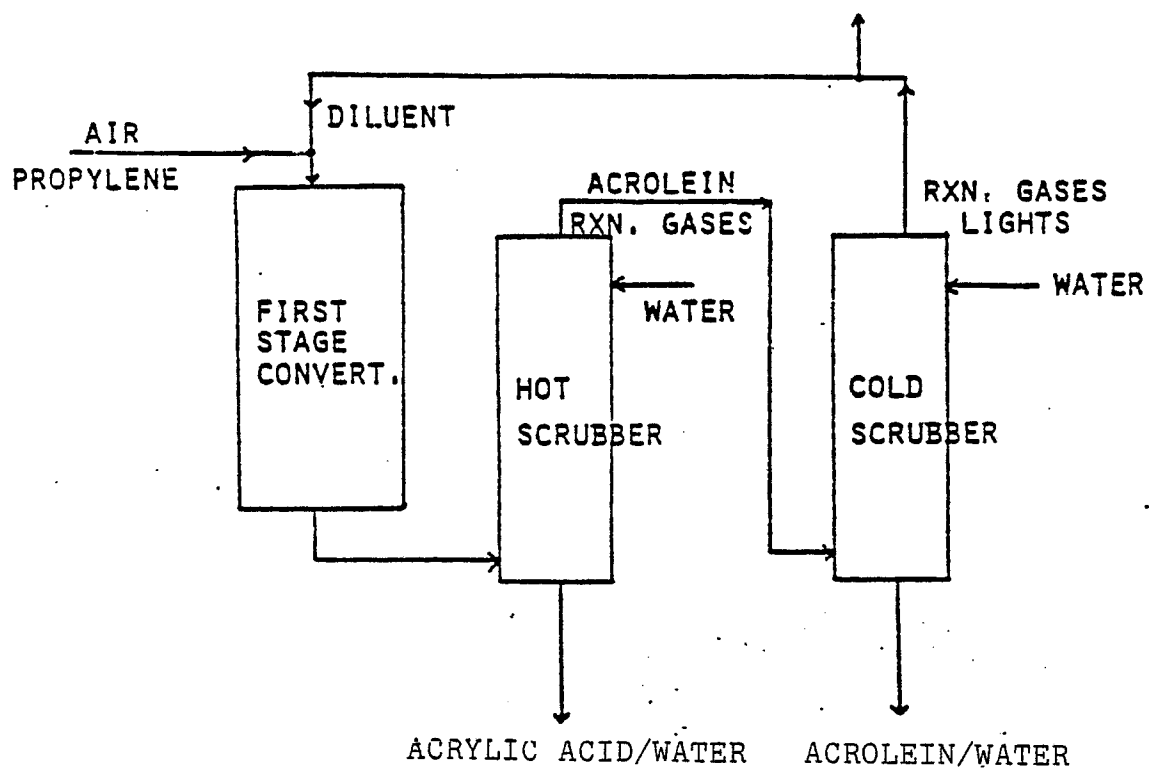 DILUENT
AIR
PROPYLENE
ACROLEIN
RXN. GASES
RXN. GASES
LIGHTS
WATER
WATER
FIRST
STAGE
CONVERT.
HOT
SCRUBBER
COLD
SCRUBBER
ACRYLIC ACID/WATER
ACROLEIN/WATER